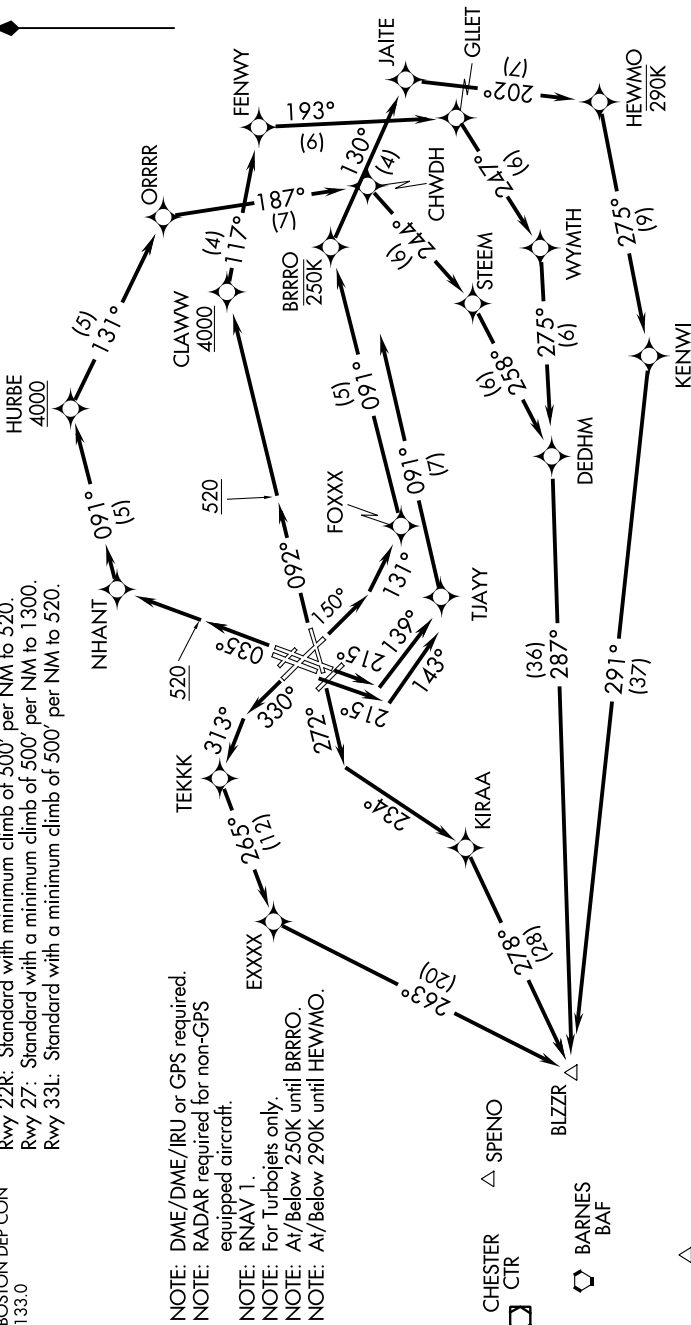 BOSTON DEP CON
133.0
Rwy 22R: Standard with minimum climb of 500' per NM to 520.
Rwy 27: Standard with a minimum climb of 500' per NM to 1300.
Rwy 33L: Standard with a minimum climb of 500' per NM to 520.
NOTE: DME/DME/IRU or GPS required.
NOTE: RADAR required for non-GPS
equipped aircraft.
NOTE: RNAV 1.
NOTE: For Turbojets only.
NOTE: At/Below 250K until BRRRO.
NOTE: At/Below 290K until HEWMO.
HURBE
4000
NHANT
091°
(5)
(5)
131°
ORRRR
187°
(7)
FENWY
193°
(9)
CLAWW
4000
(4)
117°
520
092°
520
035°
TEKKK
313°
330°
150°
131°
FOXXX
(5)
091°
BRRRO
250K
130°
(4)
JAITE
202°
(7)
GLLET
247°
(6)
WYMTH
275°
(6)
HEWMO
290K
275°
(9)
KENWI
CHWDH
244°
(6)
STEEM
258°
(6)
DEDHM
091°
(7)
TJAYY
215°
139°
215°
143°
272°
234°
KIRAA
278°
(28)
265°
(12)
EXXXX
263°
(20)
(36)
287°
291°
(37)
BLZZR
SPENO
CHESTER
CTR
BARNES
BAF